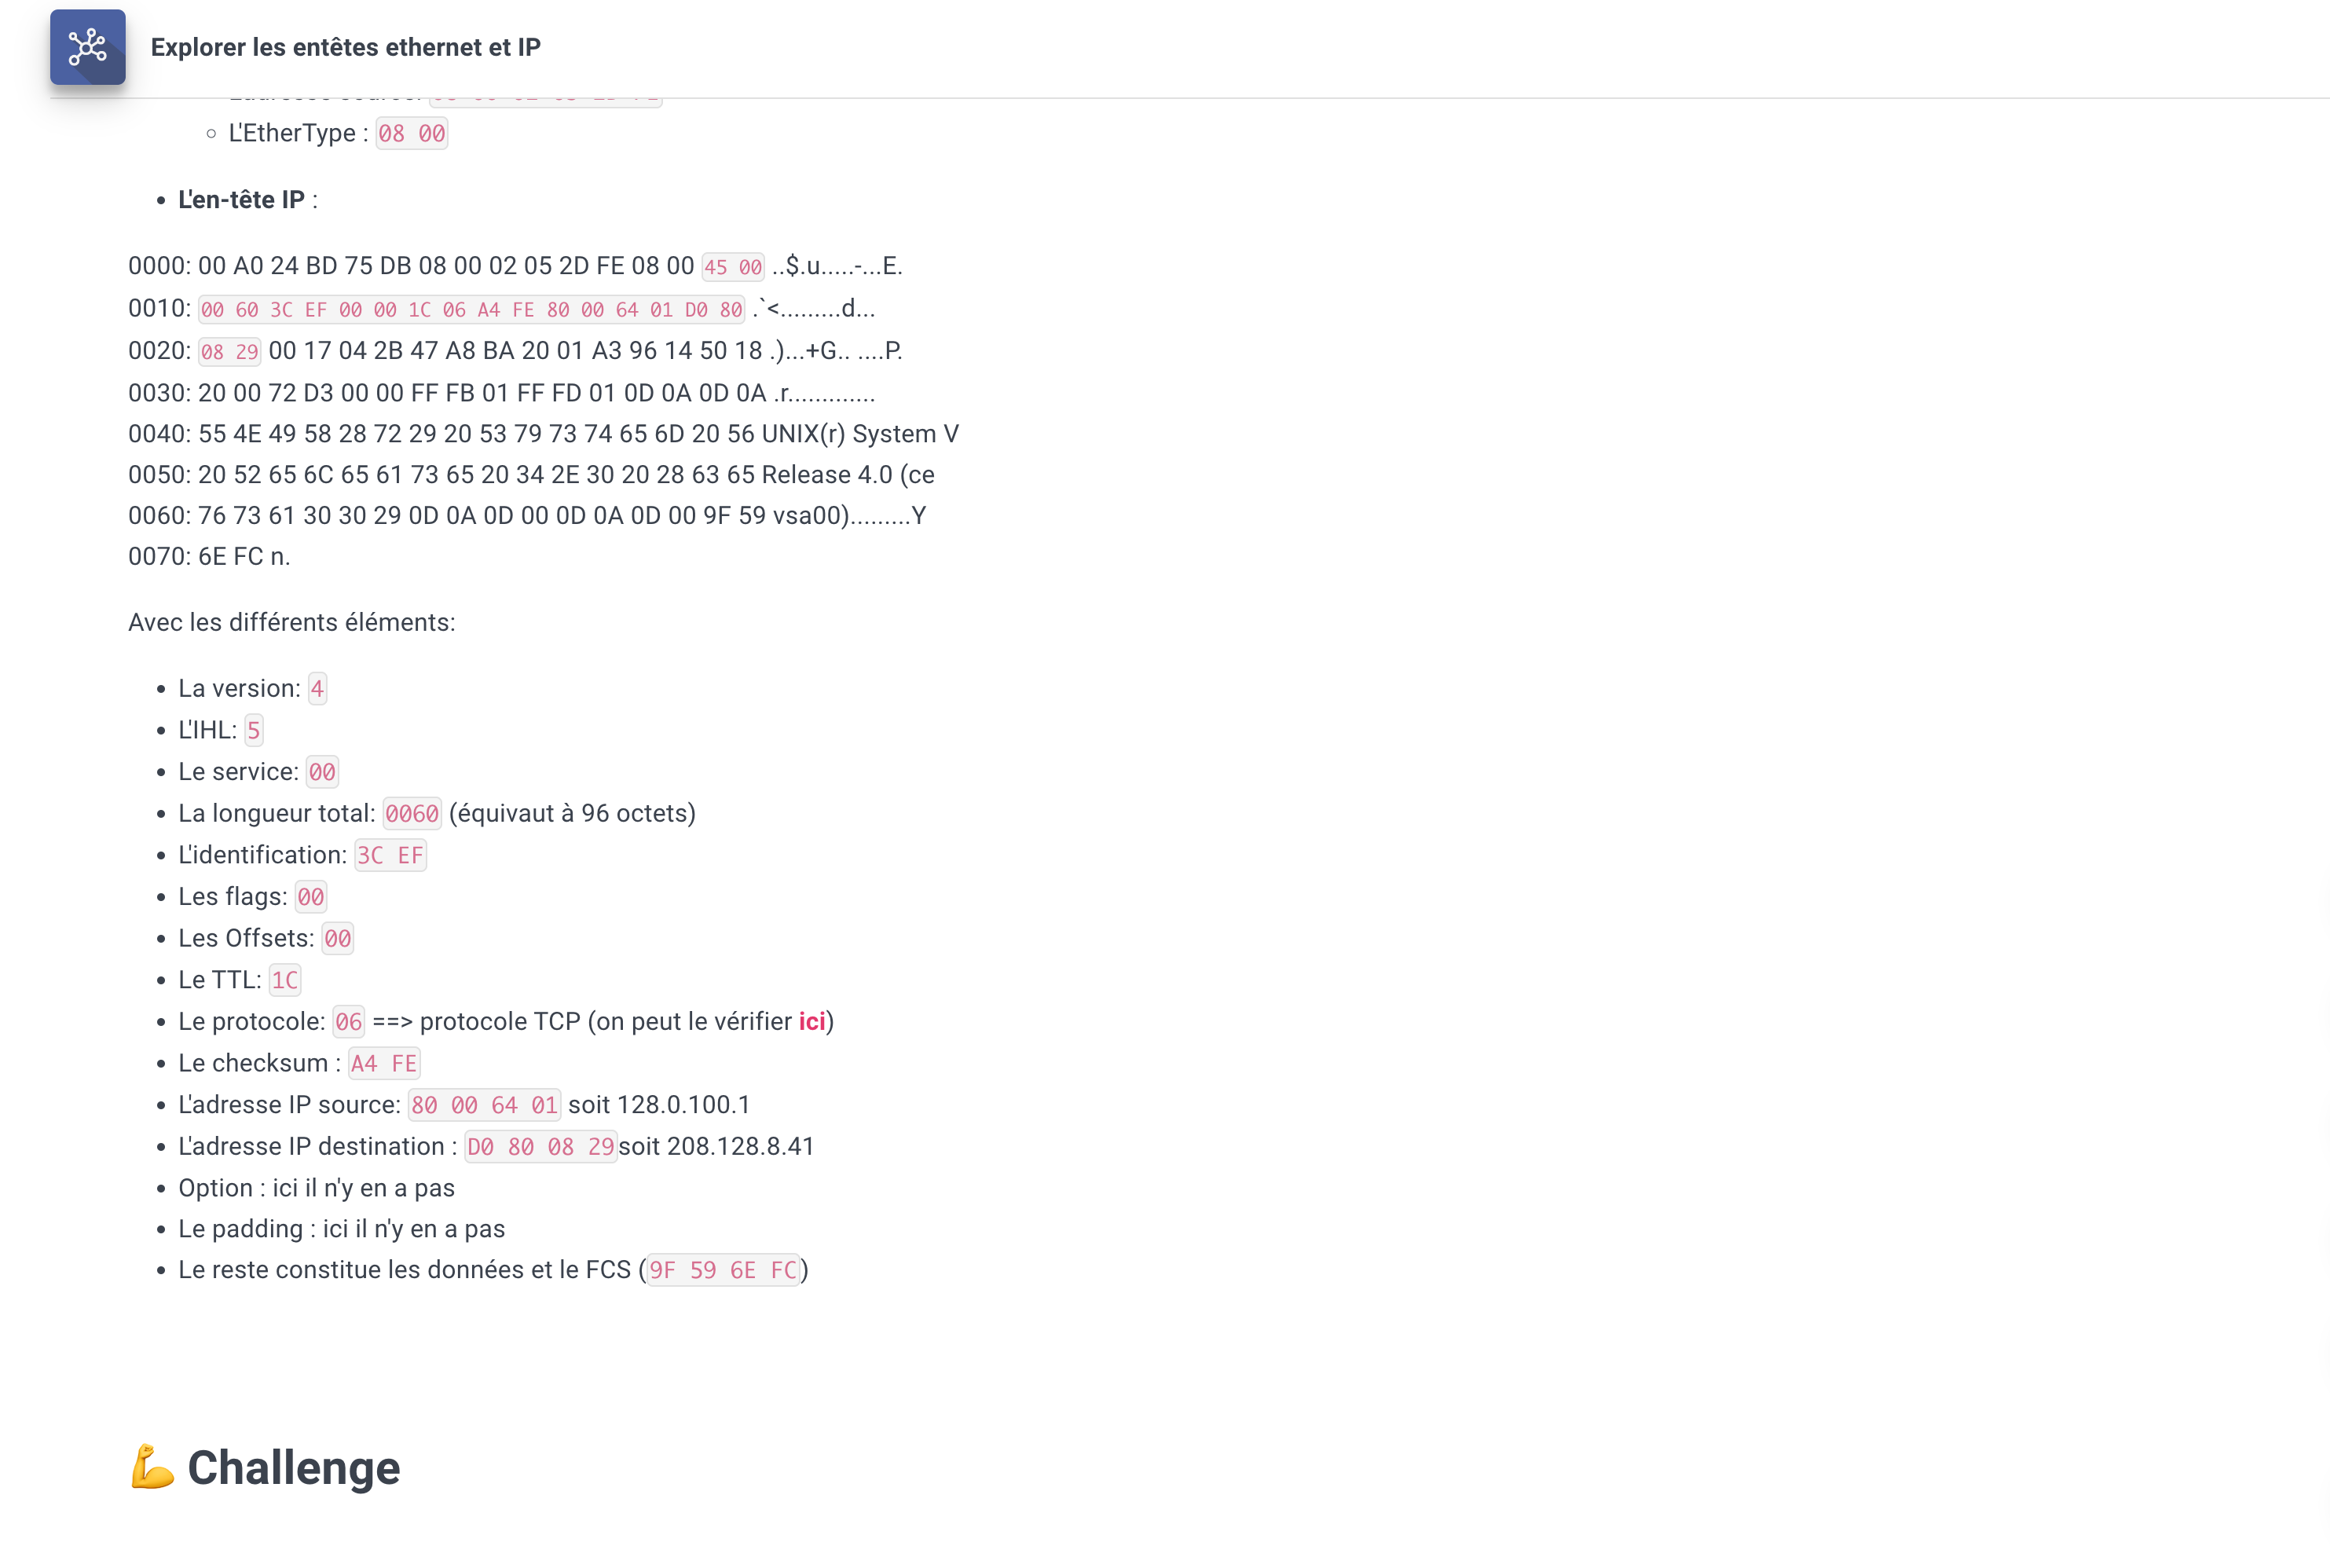 Explorer les entêtes ethernet et IP
L'EtherType : 08 00
L'en-tête IP :
0000: 00 A0 24 BD 75 DB 08 00 02 05 2D FE 08 00 45 00 ..$.u.....-...E.
0010: 00 60 3C EF 00 00 1C 06 A4 FE 80 00 64 01 D0 80 .`<.........d...
0020: 08 29 00 17 04 2B 47 A8 BA 20 01 A3 96 14 50 18 .)...+G.. ....P.
0030: 20 00 72 D3 00 00 FF FB 01 FF FD 01 0D 0A 0D 0A .r.............
0040: 55 4E 49 58 28 72 29 20 53 79 73 74 65 6D 20 56 UNIX(r) System V
0050: 20 52 65 6C 65 61 73 65 20 34 2E 30 20 28 63 65 Release 4.0 (ce
0060: 76 73 61 30 30 29 0D 0A 0D 00 0D 0A 0D 00 9F 59 vsa00).........Y
0070: 6E FC n.
Avec les différents éléments:
La version: 4
L'IHL: 5
Le service: 00
La longueur total: 0060 (équivaut à 96 octets)
L'identification: 3C EF
Les flags: 00
Les Offsets: 00
Le TTL: 1C
Le protocole: 06 ==> protocole TCP (on peut le vérifier ici)
Le checksum : A4 FE
L'adresse IP source: 80 00 64 01 soit 128.0.100.1
L'adresse IP destination : D0 80 08 29 soit 208.128.8.41
Option : ici il n'y en a pas
Le padding : ici il n'y en a pas
Le reste constitue les données et le FCS (9F 59 6E FC)
💪 Challenge